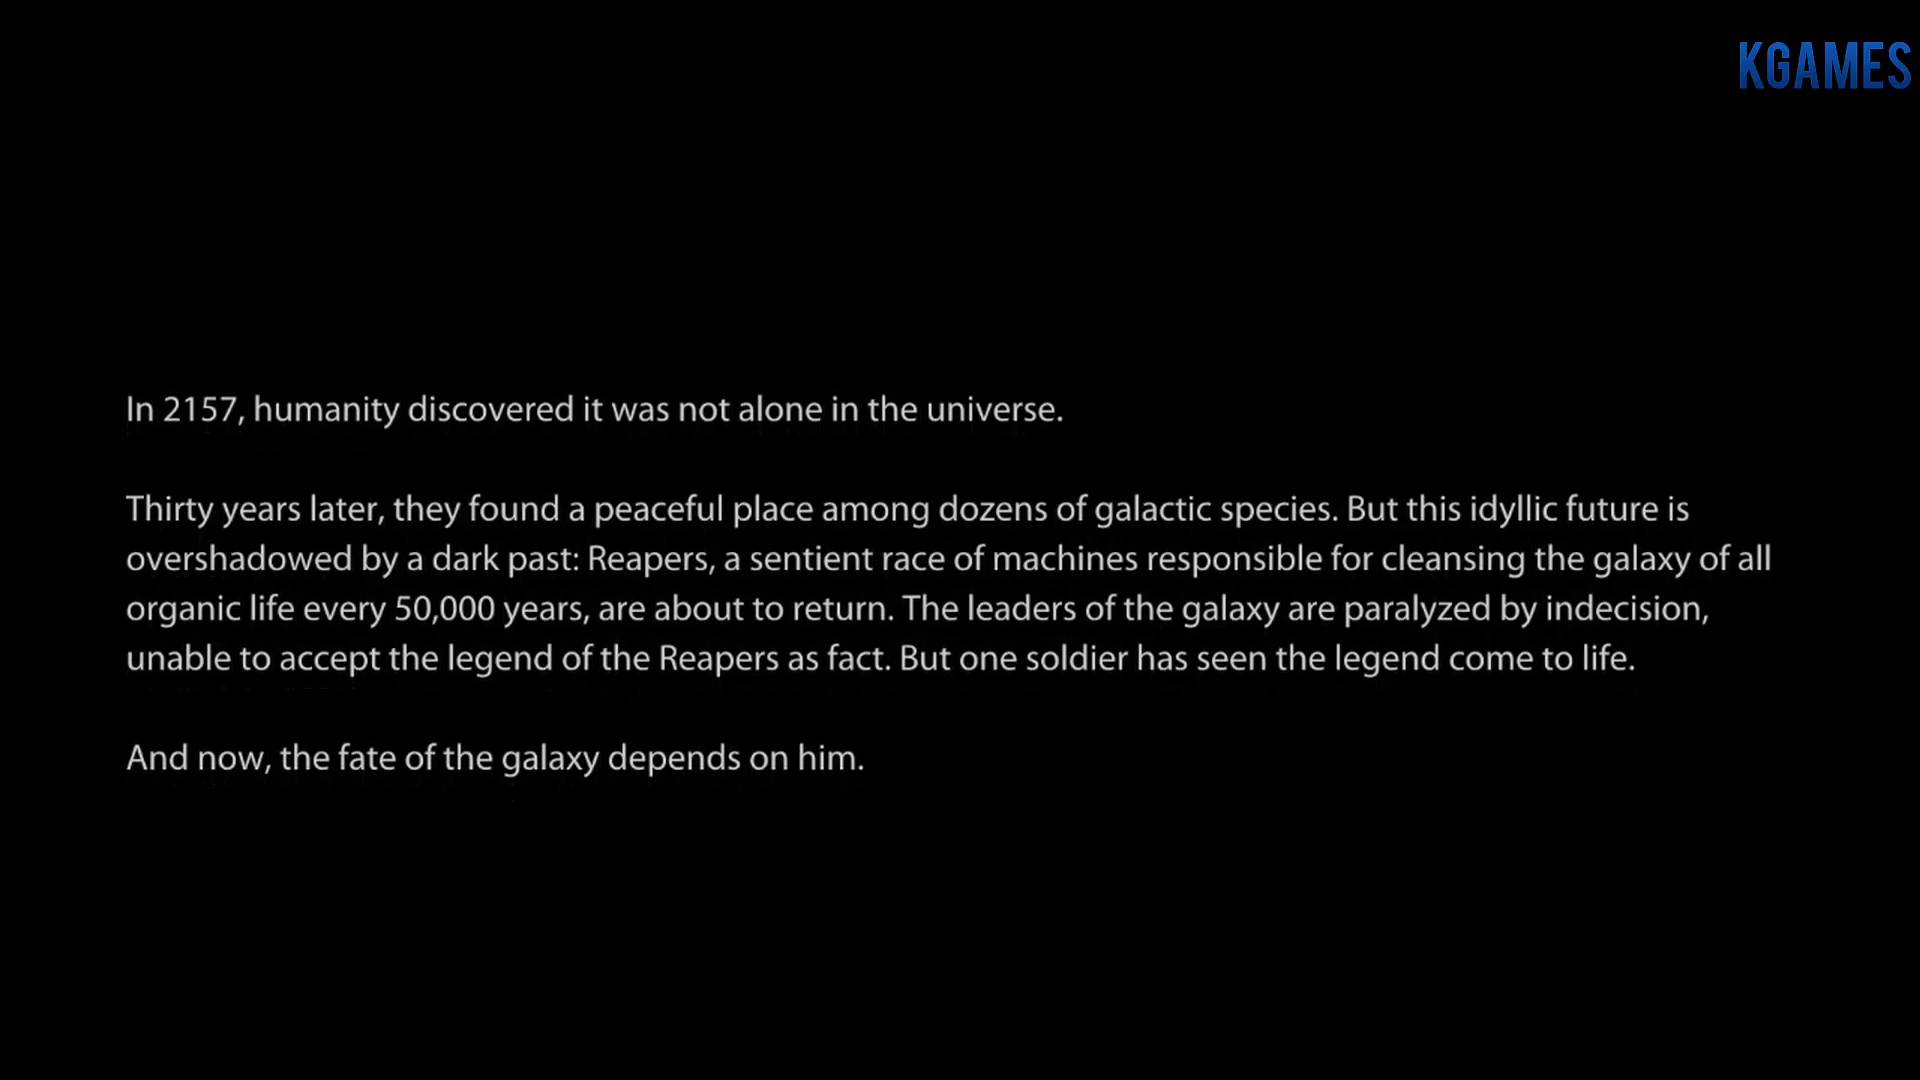 KGAMES
In 2157, humanity discovered it was not alone in the universe.
Thirty years later, they found a peaceful place among dozens of galactic species. But this idyllic future is
overshadowed by a dark past: Reapers, a sentient race of machines responsible for cleansing the galaxy of all
organic life every 50,000 years, are about to return. The leaders of the galaxy are paralyzed by indecision,
unable to accept the legend of the Reapers as fact. But one soldier has seen the legend come to life.
And now, the fate of the galaxy depends on him.